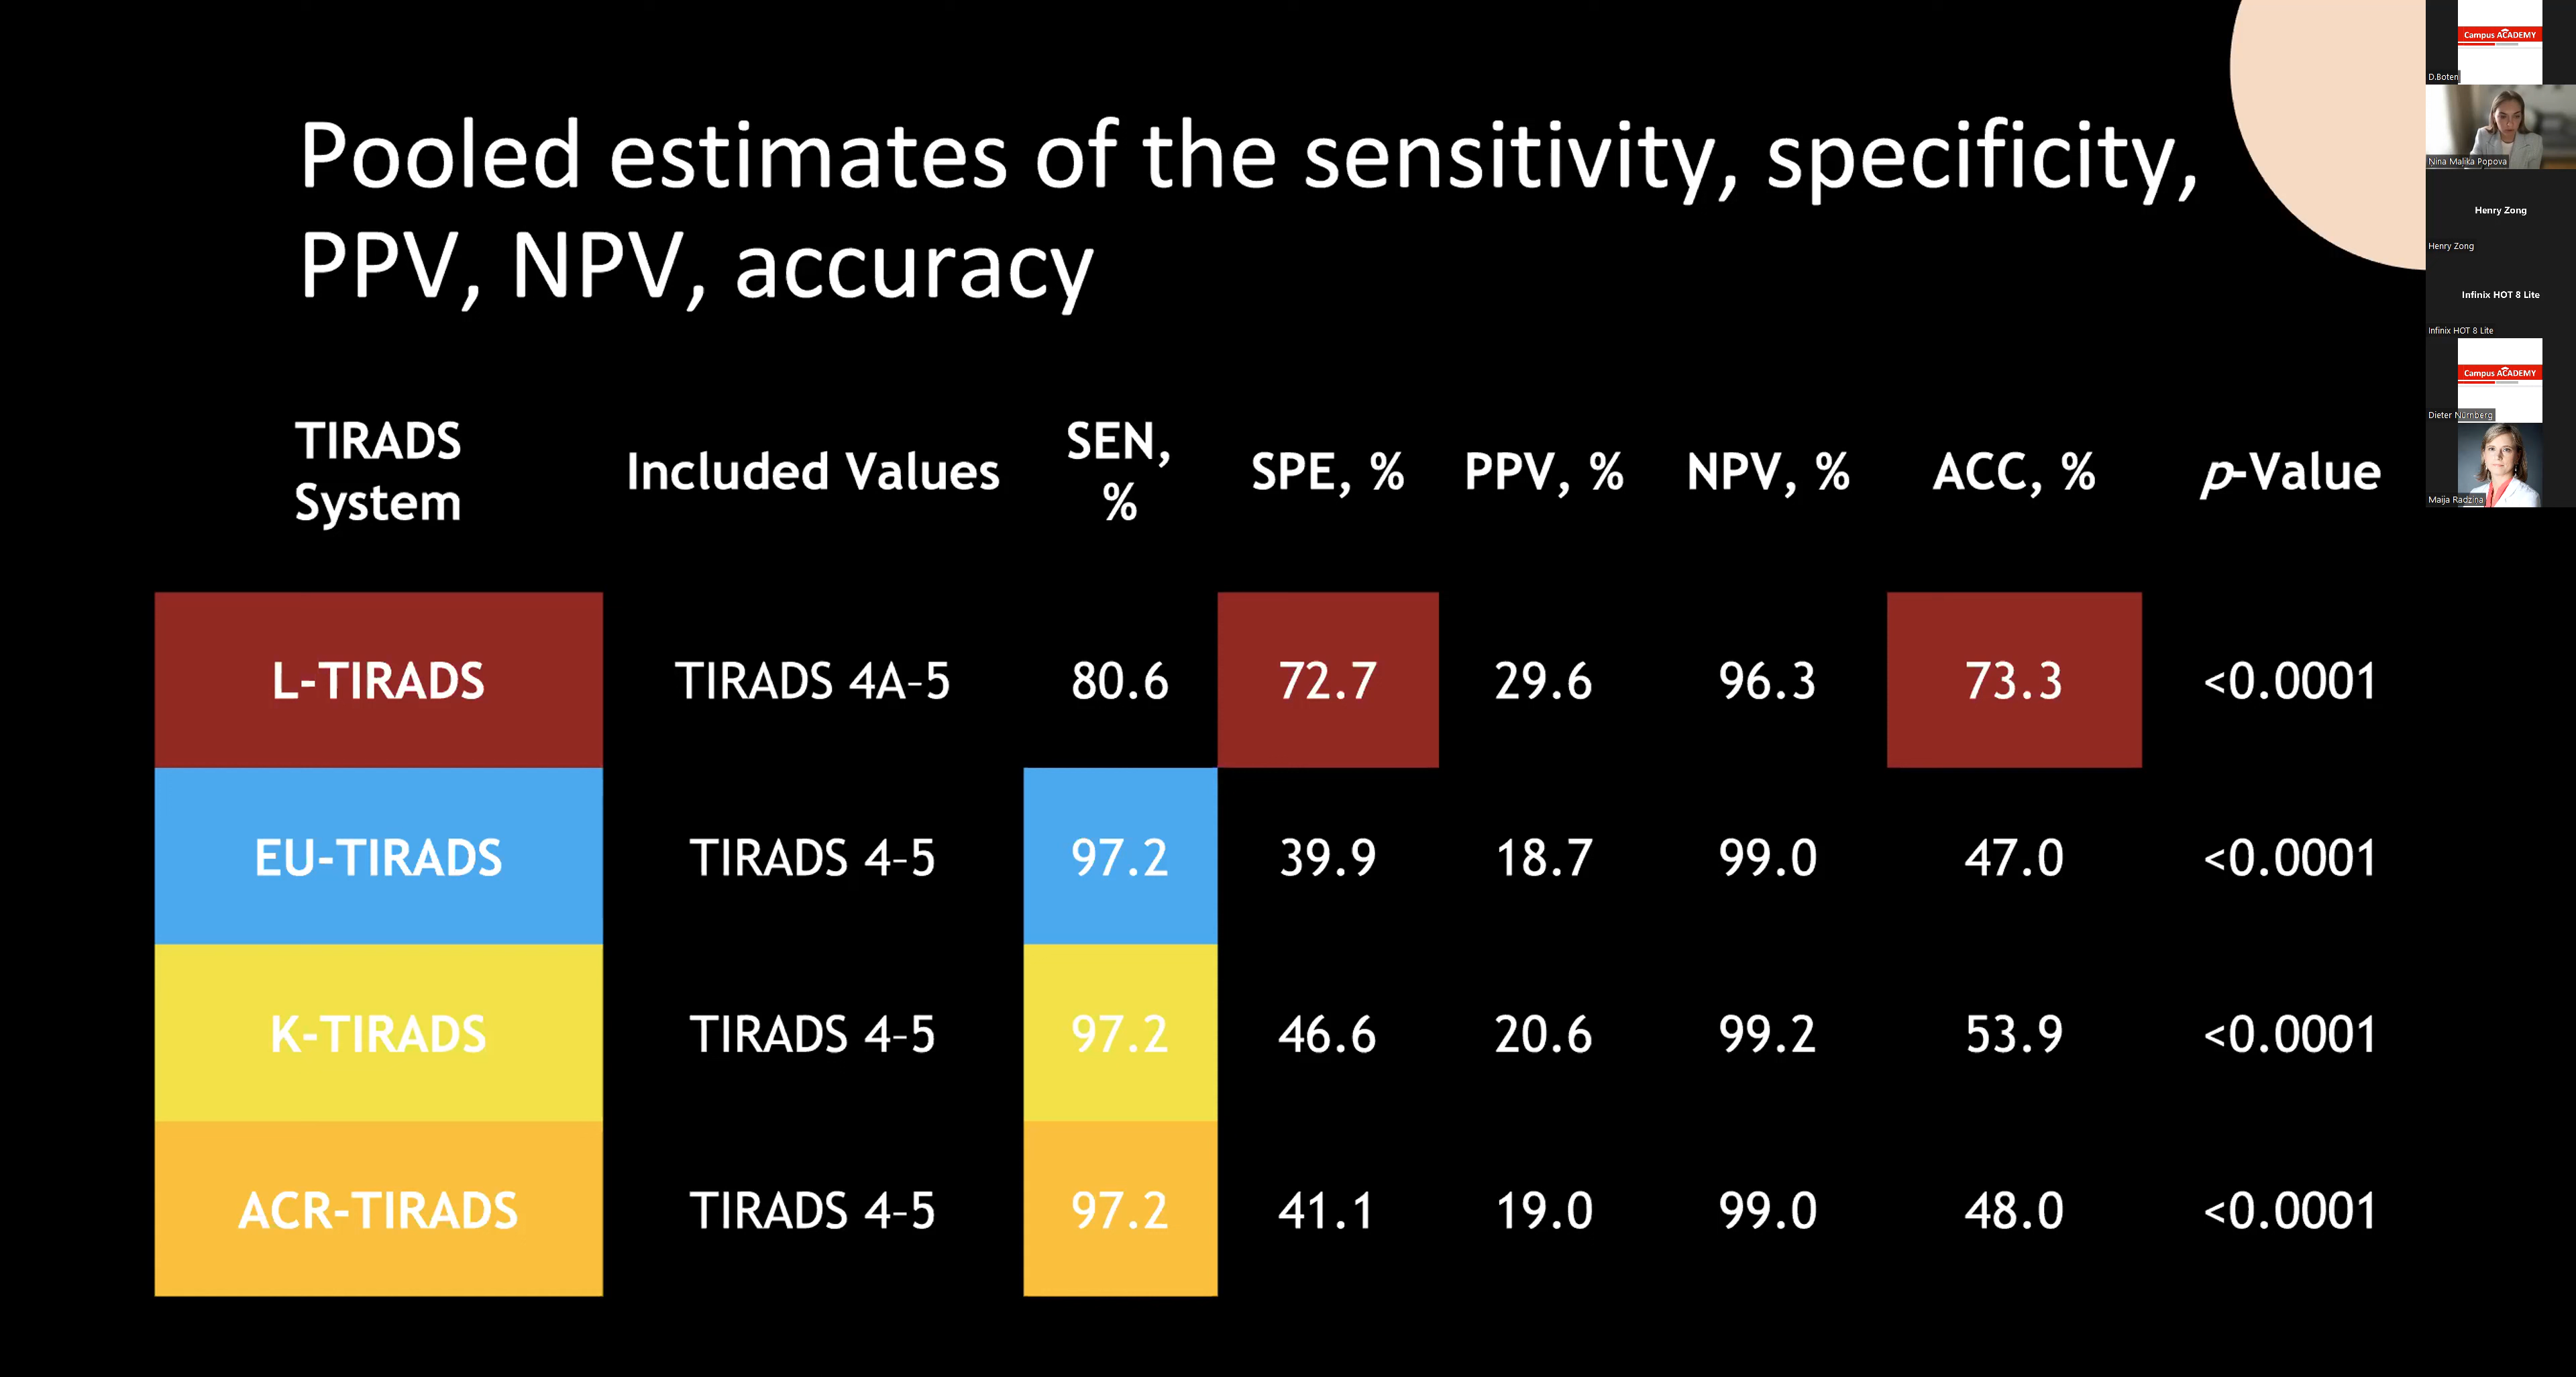 Pooled estimates of the sensitivity, specificity,
PPV, NPV, accuracy
TIRADS System Included Values SEN, % SPE, % PPV, % NPV, % ACC, % p-Value
L-TIRADS TIRADS 4A-5 80.6 72.7 29.6 96.3 73.3 <0.0001
EU-TIRADS TIRADS 4-5 97.2 39.9 18.7 99.0 47.0 <0.0001
K-TIRADS TIRADS 4-5 97.2 46.6 20.6 99.2 53.9 <0.0001
ACR-TIRADS TIRADS 4-5 97.2 41.1 19.0 99.0 48.0 <0.0001
Campus ACADEMY
D.Boten
Nina Malika Popova
Henry Zong
Henry Zong
Infinix HOT 8 Lite
Infinix HOT 8 Lite
Campus ACADEMY
Dieter Nürnberg
Maija Radzina